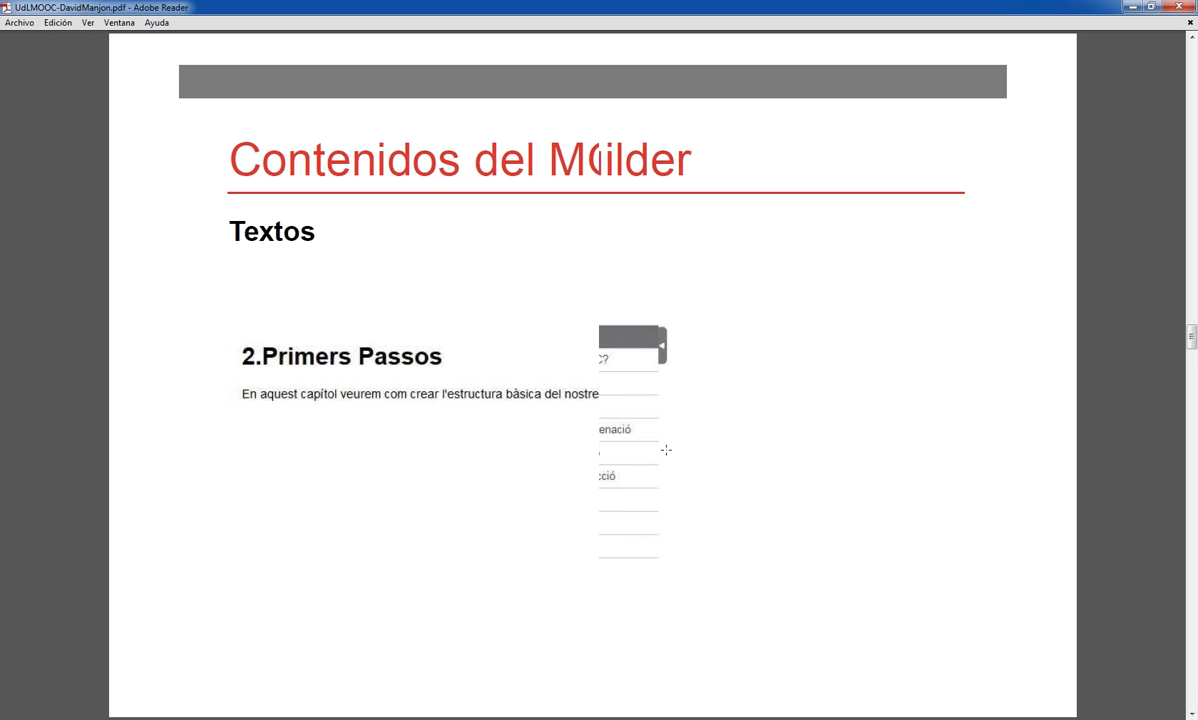 UdLMOOC-DavidManjon.pdf - Adobe Reader
Archivo Edición Ver Ventana Ayuda
Contenidos del
Textos
2.Primers Passos
C?
En aquest capítol veurem com crear l'estructura bàsica del nostre
enació
cció